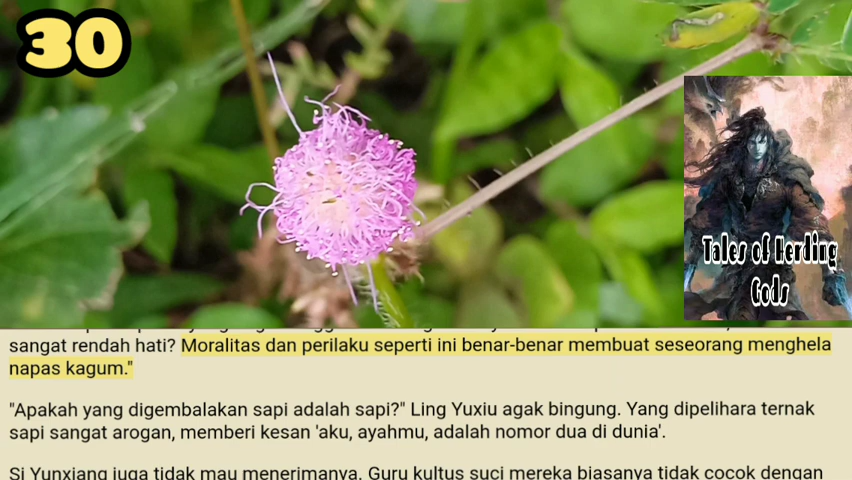 30
Tales of Herding
Gods
sangat rendah hati? Moralitas dan perilaku seperti ini benar-benar membuat seseorang menghela
napas kagum."
"Apakah yang digembalakan sapi adalah sapi?" Ling Yuxiu agak bingung. Yang dipelihara ternak
sapi sangat arogan, memberi kesan 'aku, ayahmu, adalah nomor dua di dunia'.
Si Yunxiang juga tidak mau menerimanya. Guru kultus suci mereka biasanya tidak cocok dengan